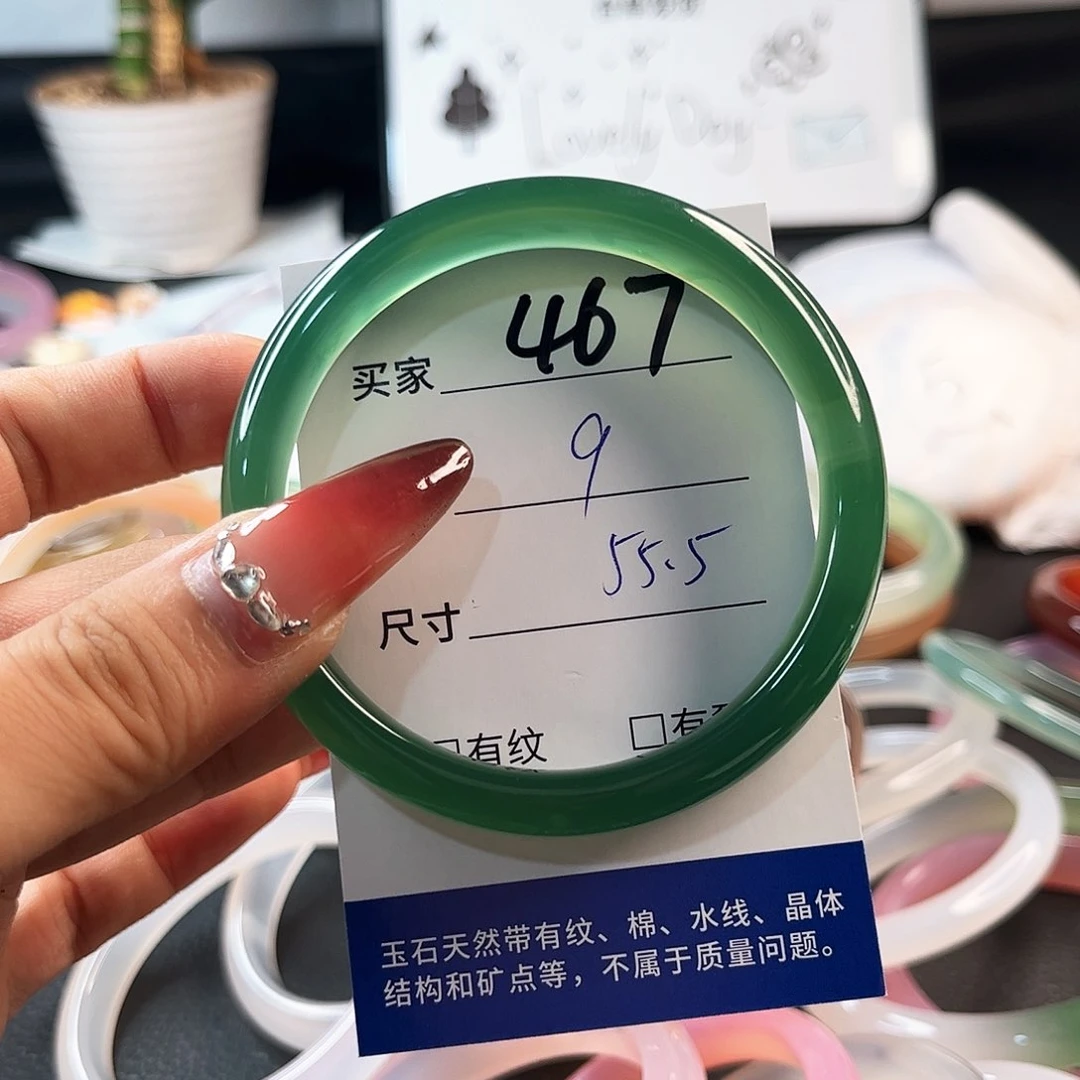 买家 467
9
尺寸 55.5
□有纹 □有
玉石天然带有纹、棉、水线、晶体
结构和矿点等，不属于质量问题。